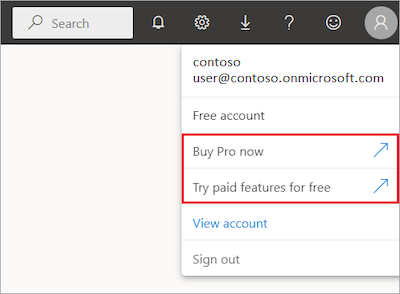 Search
contoso
user@contoso.onmicrosoft.com
Free account
Buy Pro now
Try paid features for free
View account
Sign out